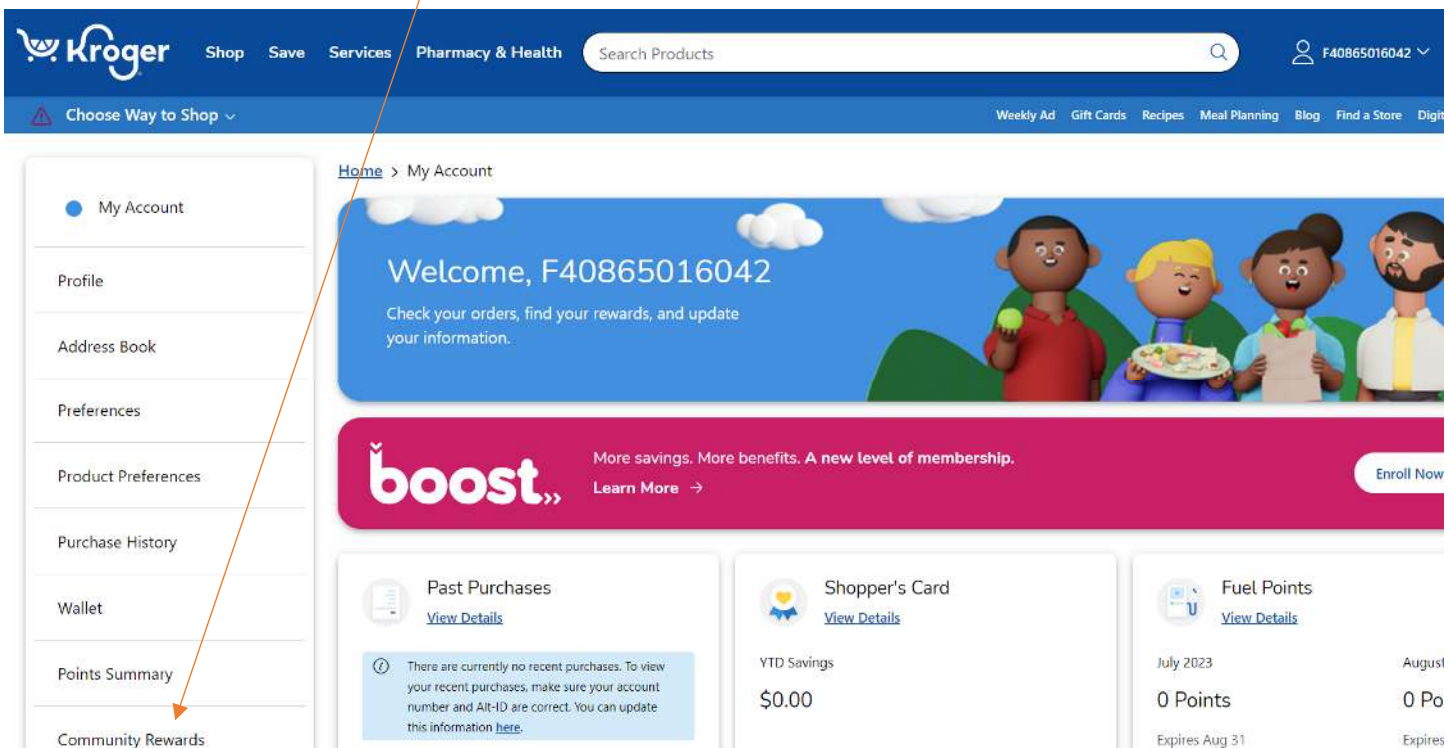 Kroger Shop Save Services Pharmacy & Health Search Products F40865016042
Choose Way to Shop Weekly Ad Gift Cards Recipes Meal Planning Blog Find a Store
Home > My Account
My Account
Profile
Address Book
Preferences
Product Preferences
Purchase History
Wallet
Points Summary
Community Rewards
Welcome, F40865016042
Check your orders, find your rewards, and update
your information.
boost
More savings. More benefits. A new level of membership.
Learn More →
Enroll Now
Past Purchases
View Details
There are currently no recent purchases. To view
your recent purchases, make sure your account
number and Alt-ID are correct. You can update
this information here.
Shopper's Card
View Details
YTD Savings
$0.00
Fuel Points
View Details
July 2023 August
0 Points 0 Po
Expires Aug 31 Expires